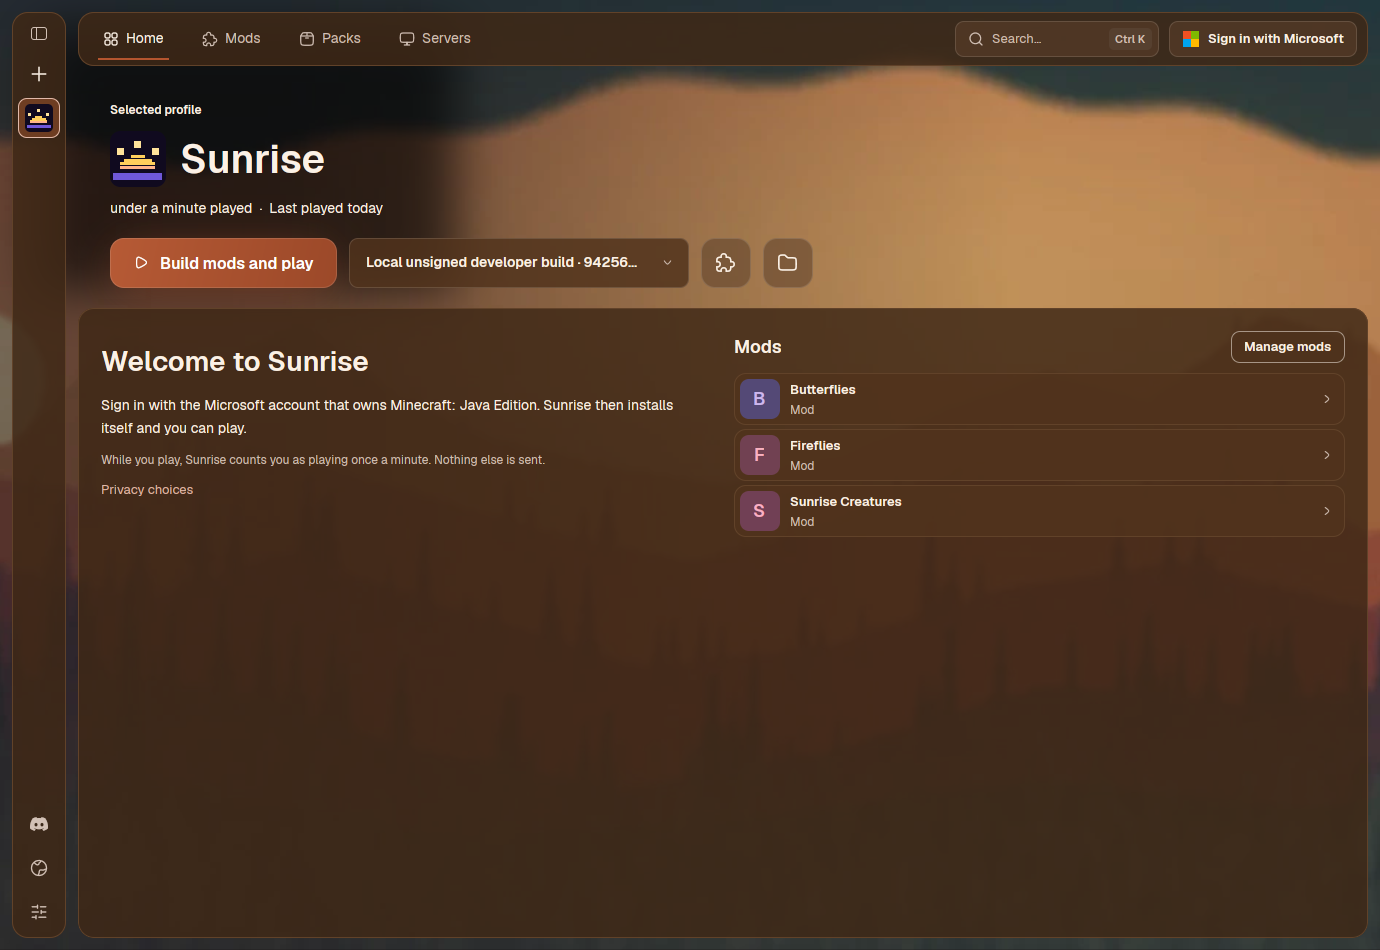 Home
Mods
Packs
Servers
Search...
Ctrl K
Sign in with Microsoft
Selected profile
Sunrise
under a minute played · Last played today
Build mods and play
Local unsigned developer build · 94256...
Welcome to Sunrise
Sign in with the Microsoft account that owns Minecraft: Java Edition. Sunrise then installs
itself and you can play.
While you play, Sunrise counts you as playing once a minute. Nothing else is sent.
Privacy choices
Mods
Manage mods
B
Butterflies
Mod
F
Fireflies
Mod
S
Sunrise Creatures
Mod